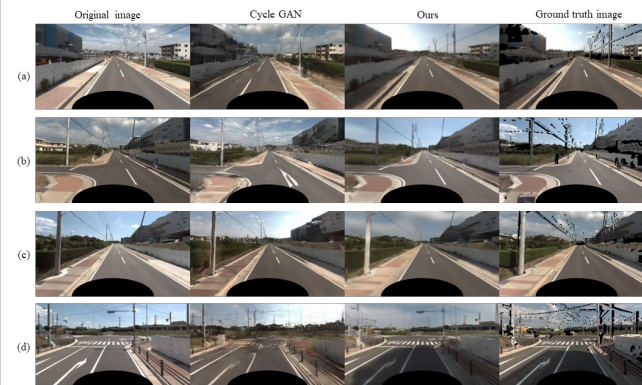 Original image Cycle GAN Ours Ground truth image
(a)
(b)
(c)
(d)